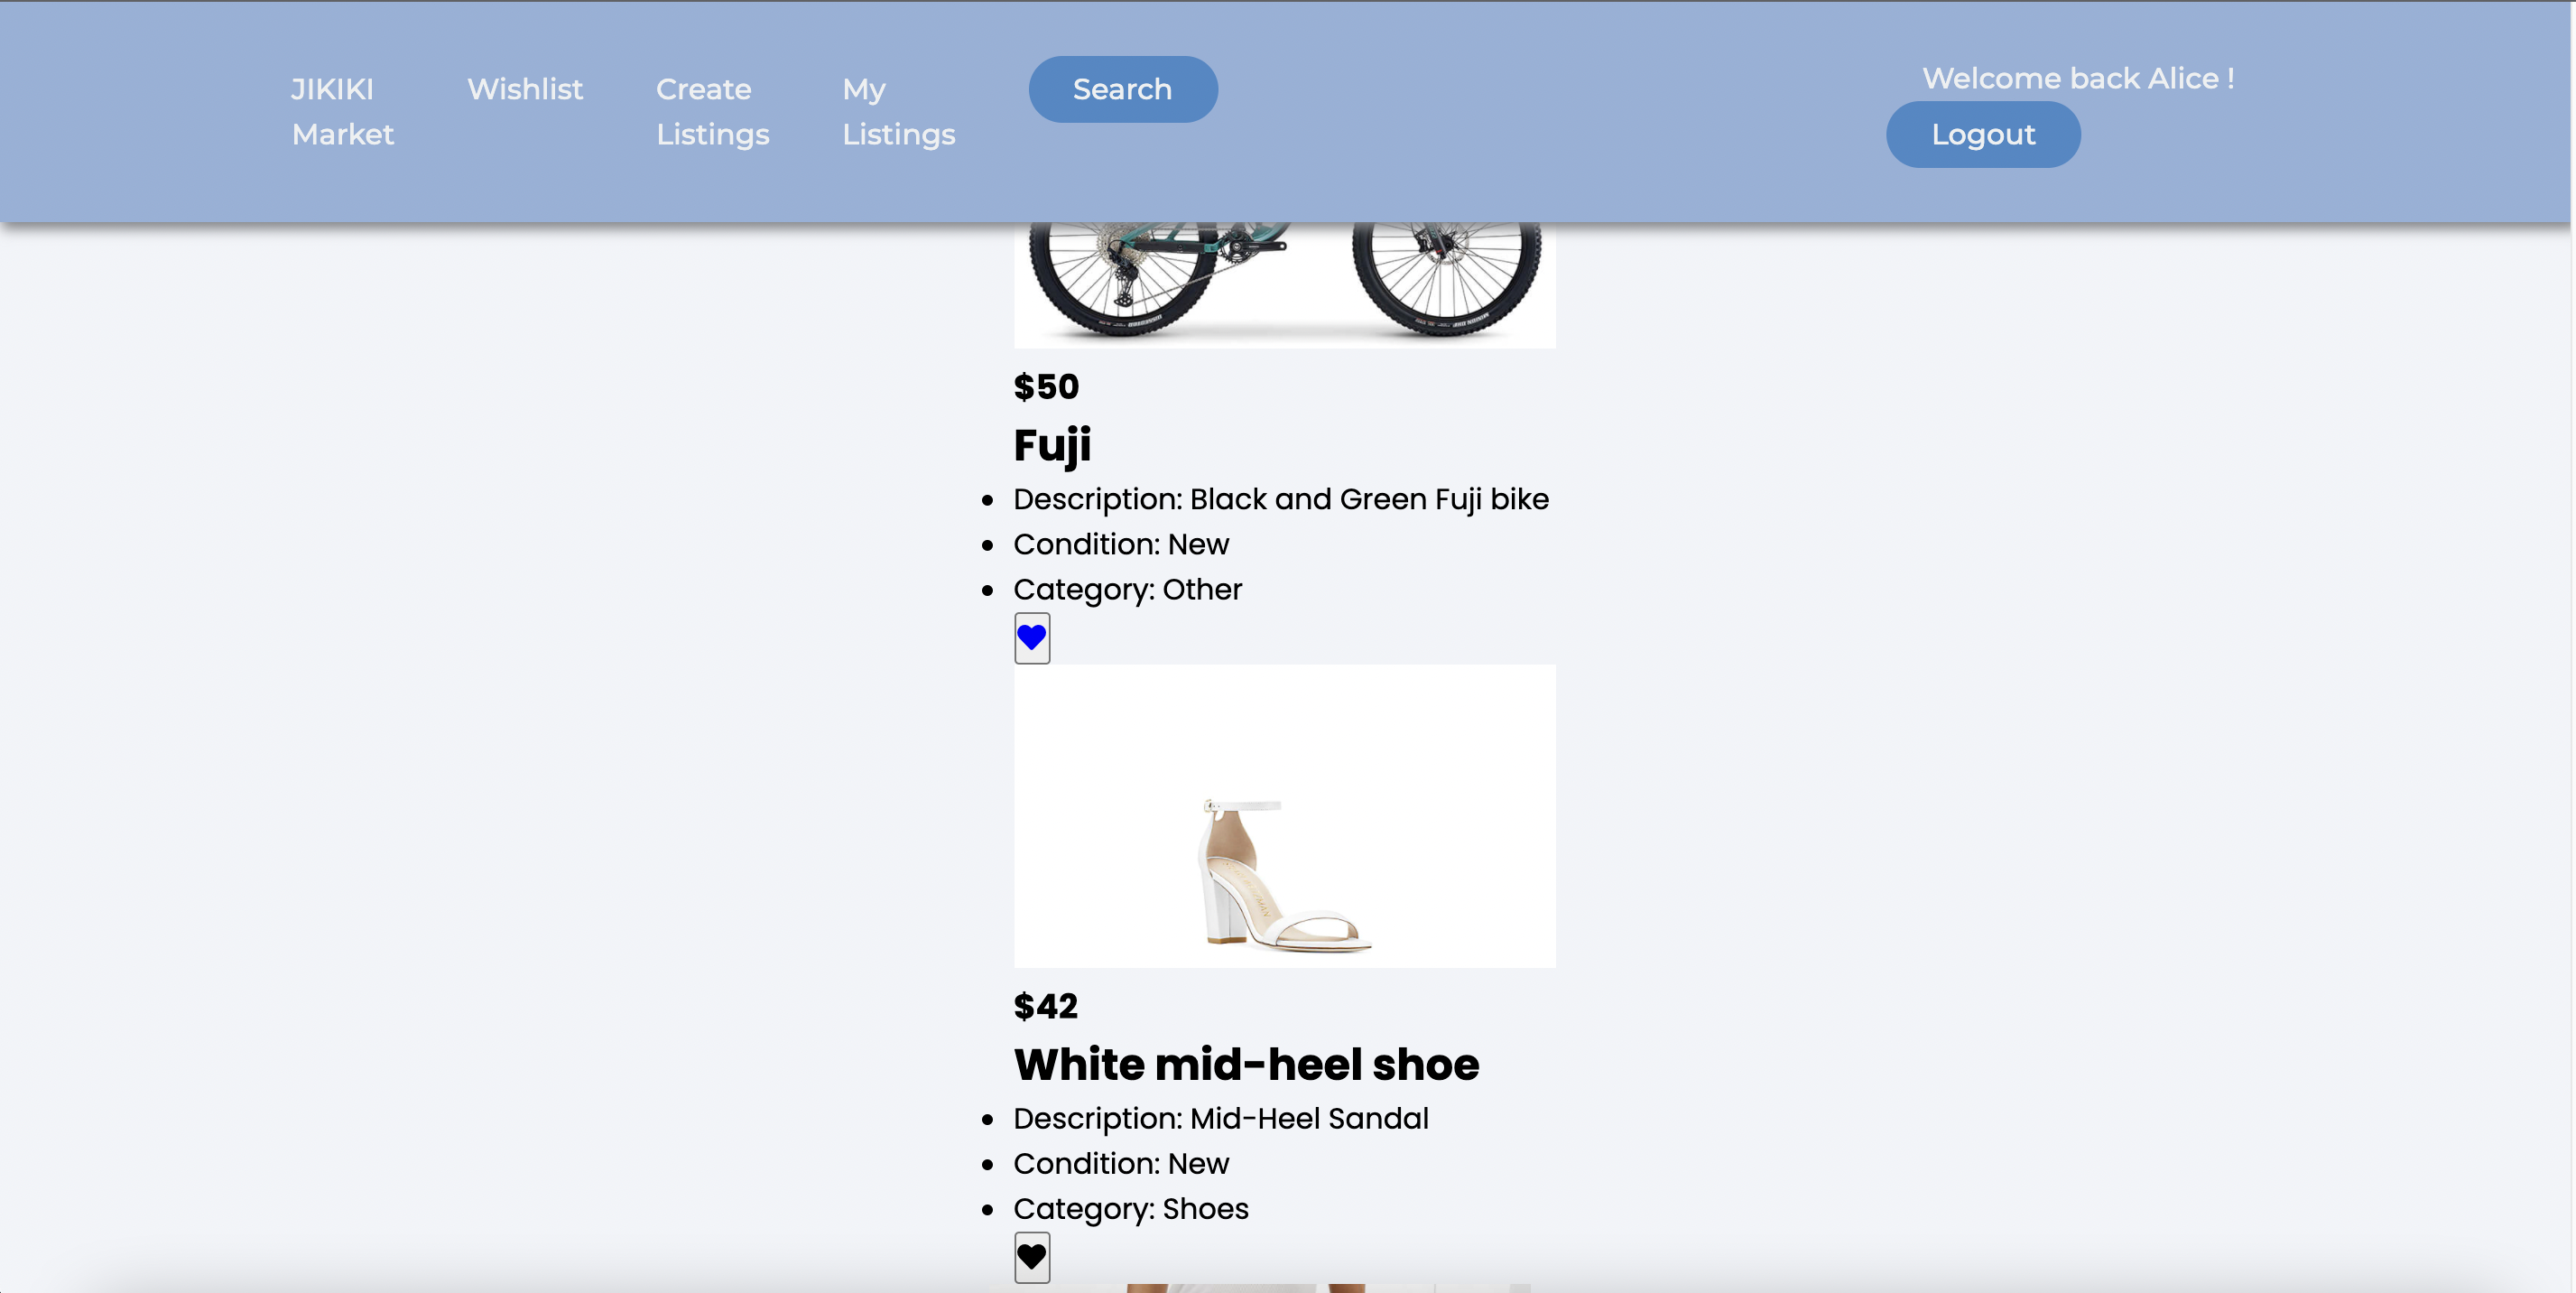 JIKIKI Market
Wishlist
Create Listings
My Listings
Search
Welcome back Alice !
Logout
$50
Fuji
Description: Black and Green Fuji bike
Condition: New
Category: Other
$42
White mid-heel shoe
Description: Mid-Heel Sandal
Condition: New
Category: Shoes